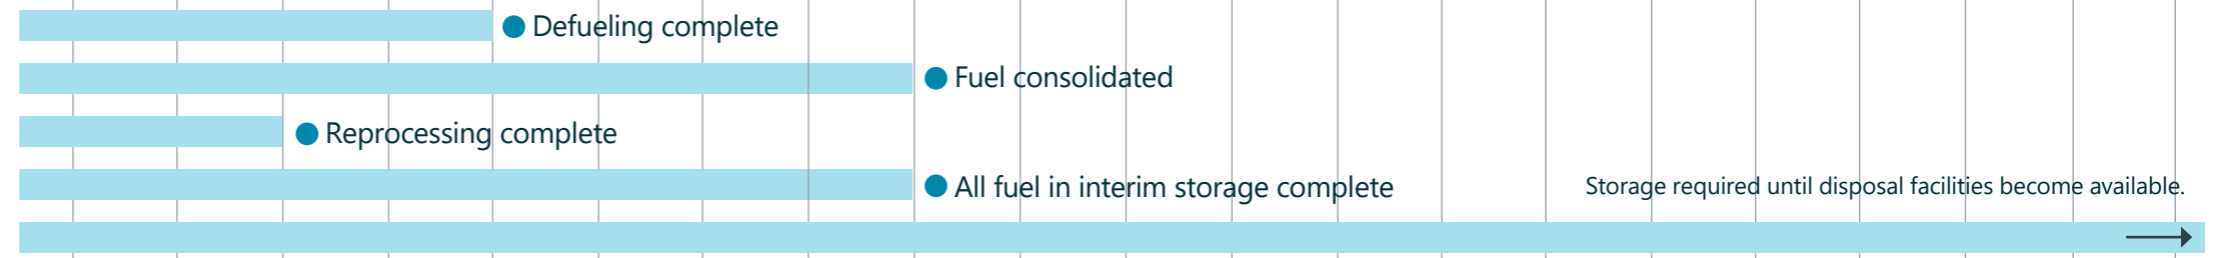 Defueling complete
Fuel consolidated
Reprocessing complete
All fuel in interim storage complete
Storage required until disposal facilities become available.